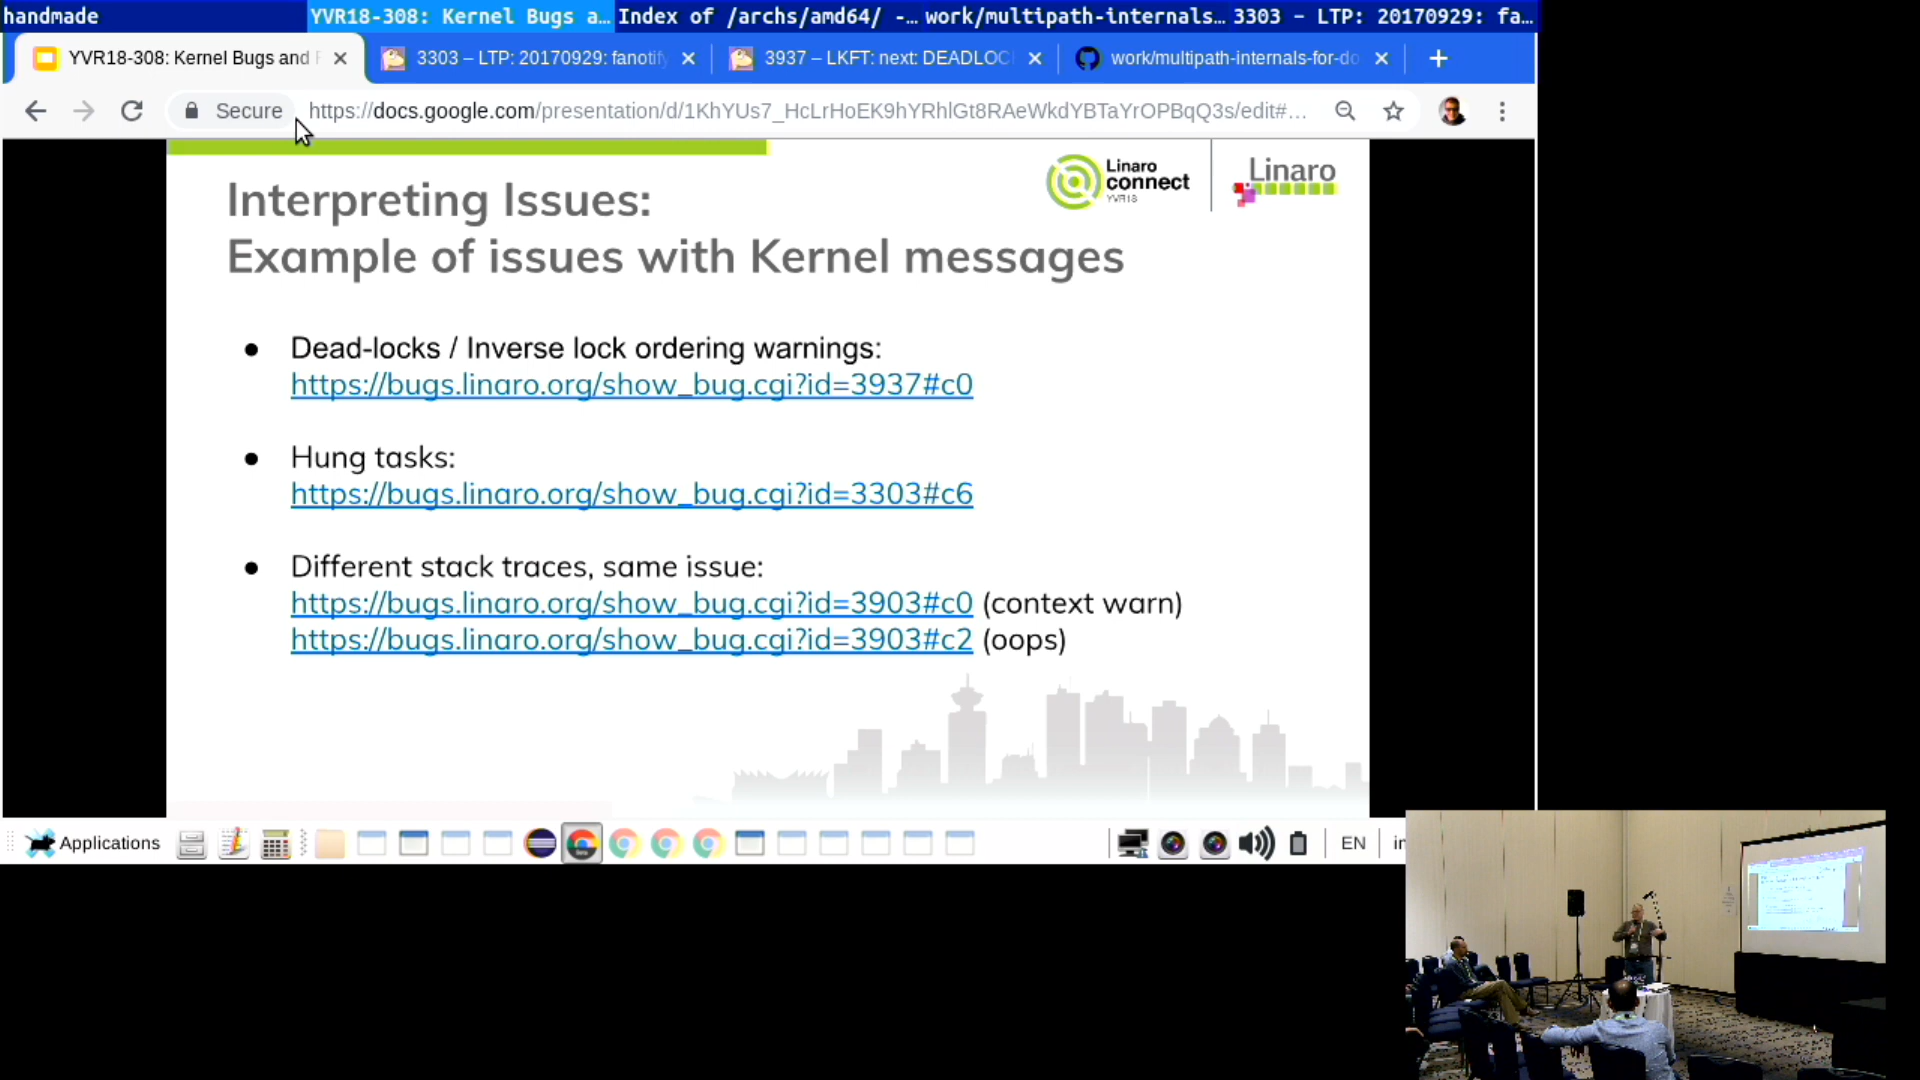 handmade
YVR18-308: Kernel Bugs a…
Index of /archs/amd64/ -…
work/multipath-internals…
3303 – LTP: 20170929: fa…
YVR18-308: Kernel Bugs and
3303 – LTP: 20170929: fanotif
3937 – LKFT: next: DEADLOC
work/multipath-internals-for-do
Secure
https://docs.google.com/presentation/d/1KhYUs7_HcLrHoEK9hYRhlGt8RAeWkdYBTaYrOPBqQ3s/edit#…
Linaro
connect
YVR18
Linaro
Interpreting Issues:
Example of issues with Kernel messages
● Dead-locks / Inverse lock ordering warnings:
https://bugs.linaro.org/show_bug.cgi?id=3937#c0
● Hung tasks:
https://bugs.linaro.org/show_bug.cgi?id=3303#c6
● Different stack traces, same issue:
https://bugs.linaro.org/show_bug.cgi?id=3903#c0 (context warn)
https://bugs.linaro.org/show_bug.cgi?id=3903#c2 (oops)
Applications
EN